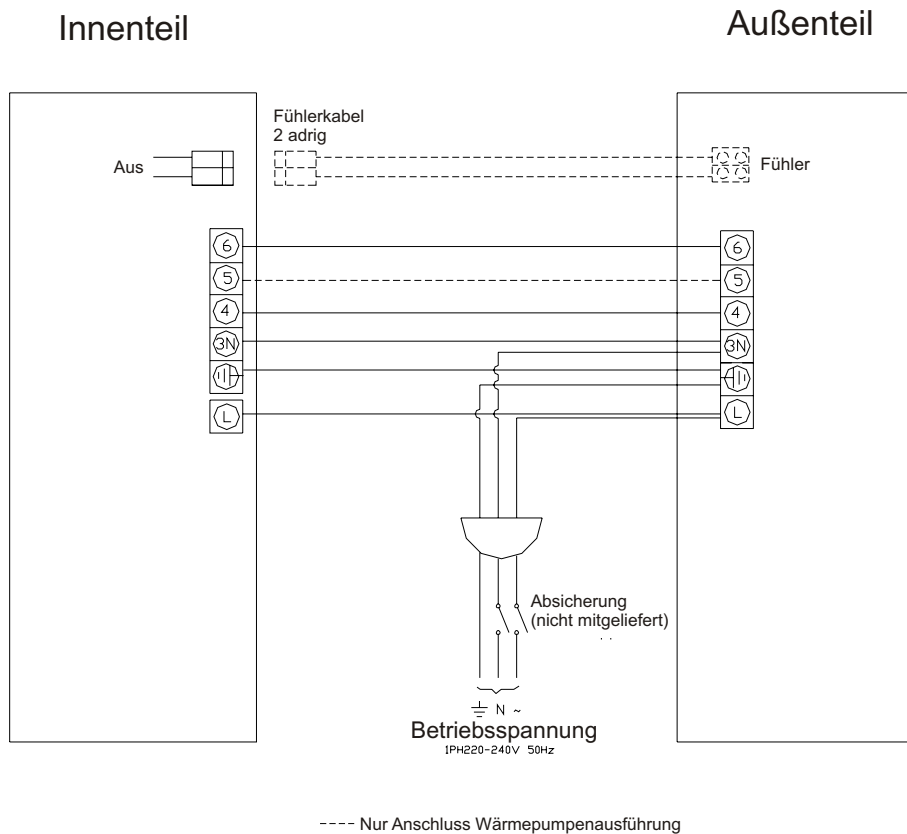 Innenteil
Außenteil
Fühlerkabel
2 adrig
Aus
Fühler
6
6
5
5
4
4
3N
3N
L
L
Absicherung
(nicht mitgeliefert)
N ~
Betriebsspannung
1PH220-240V 50Hz
---- Nur Anschluss Wärmepumpenausführung